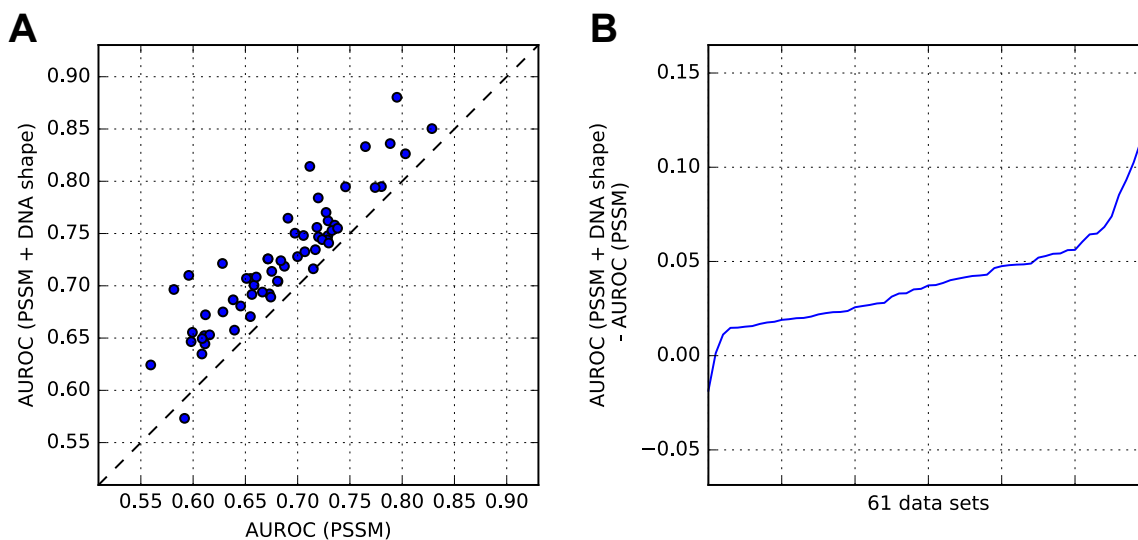 A
AUROC (PSSM + DNA shape)
0.90
0.85
0.80
0.75
0.70
0.65
0.60
0.55
0.55 0.60 0.65 0.70 0.75 0.80 0.85 0.90
AUROC (PSSM)
B
AUROC (PSSM + DNA shape)
- AUROC (PSSM)
0.15
0.10
0.05
0.00
−0.05
61 data sets